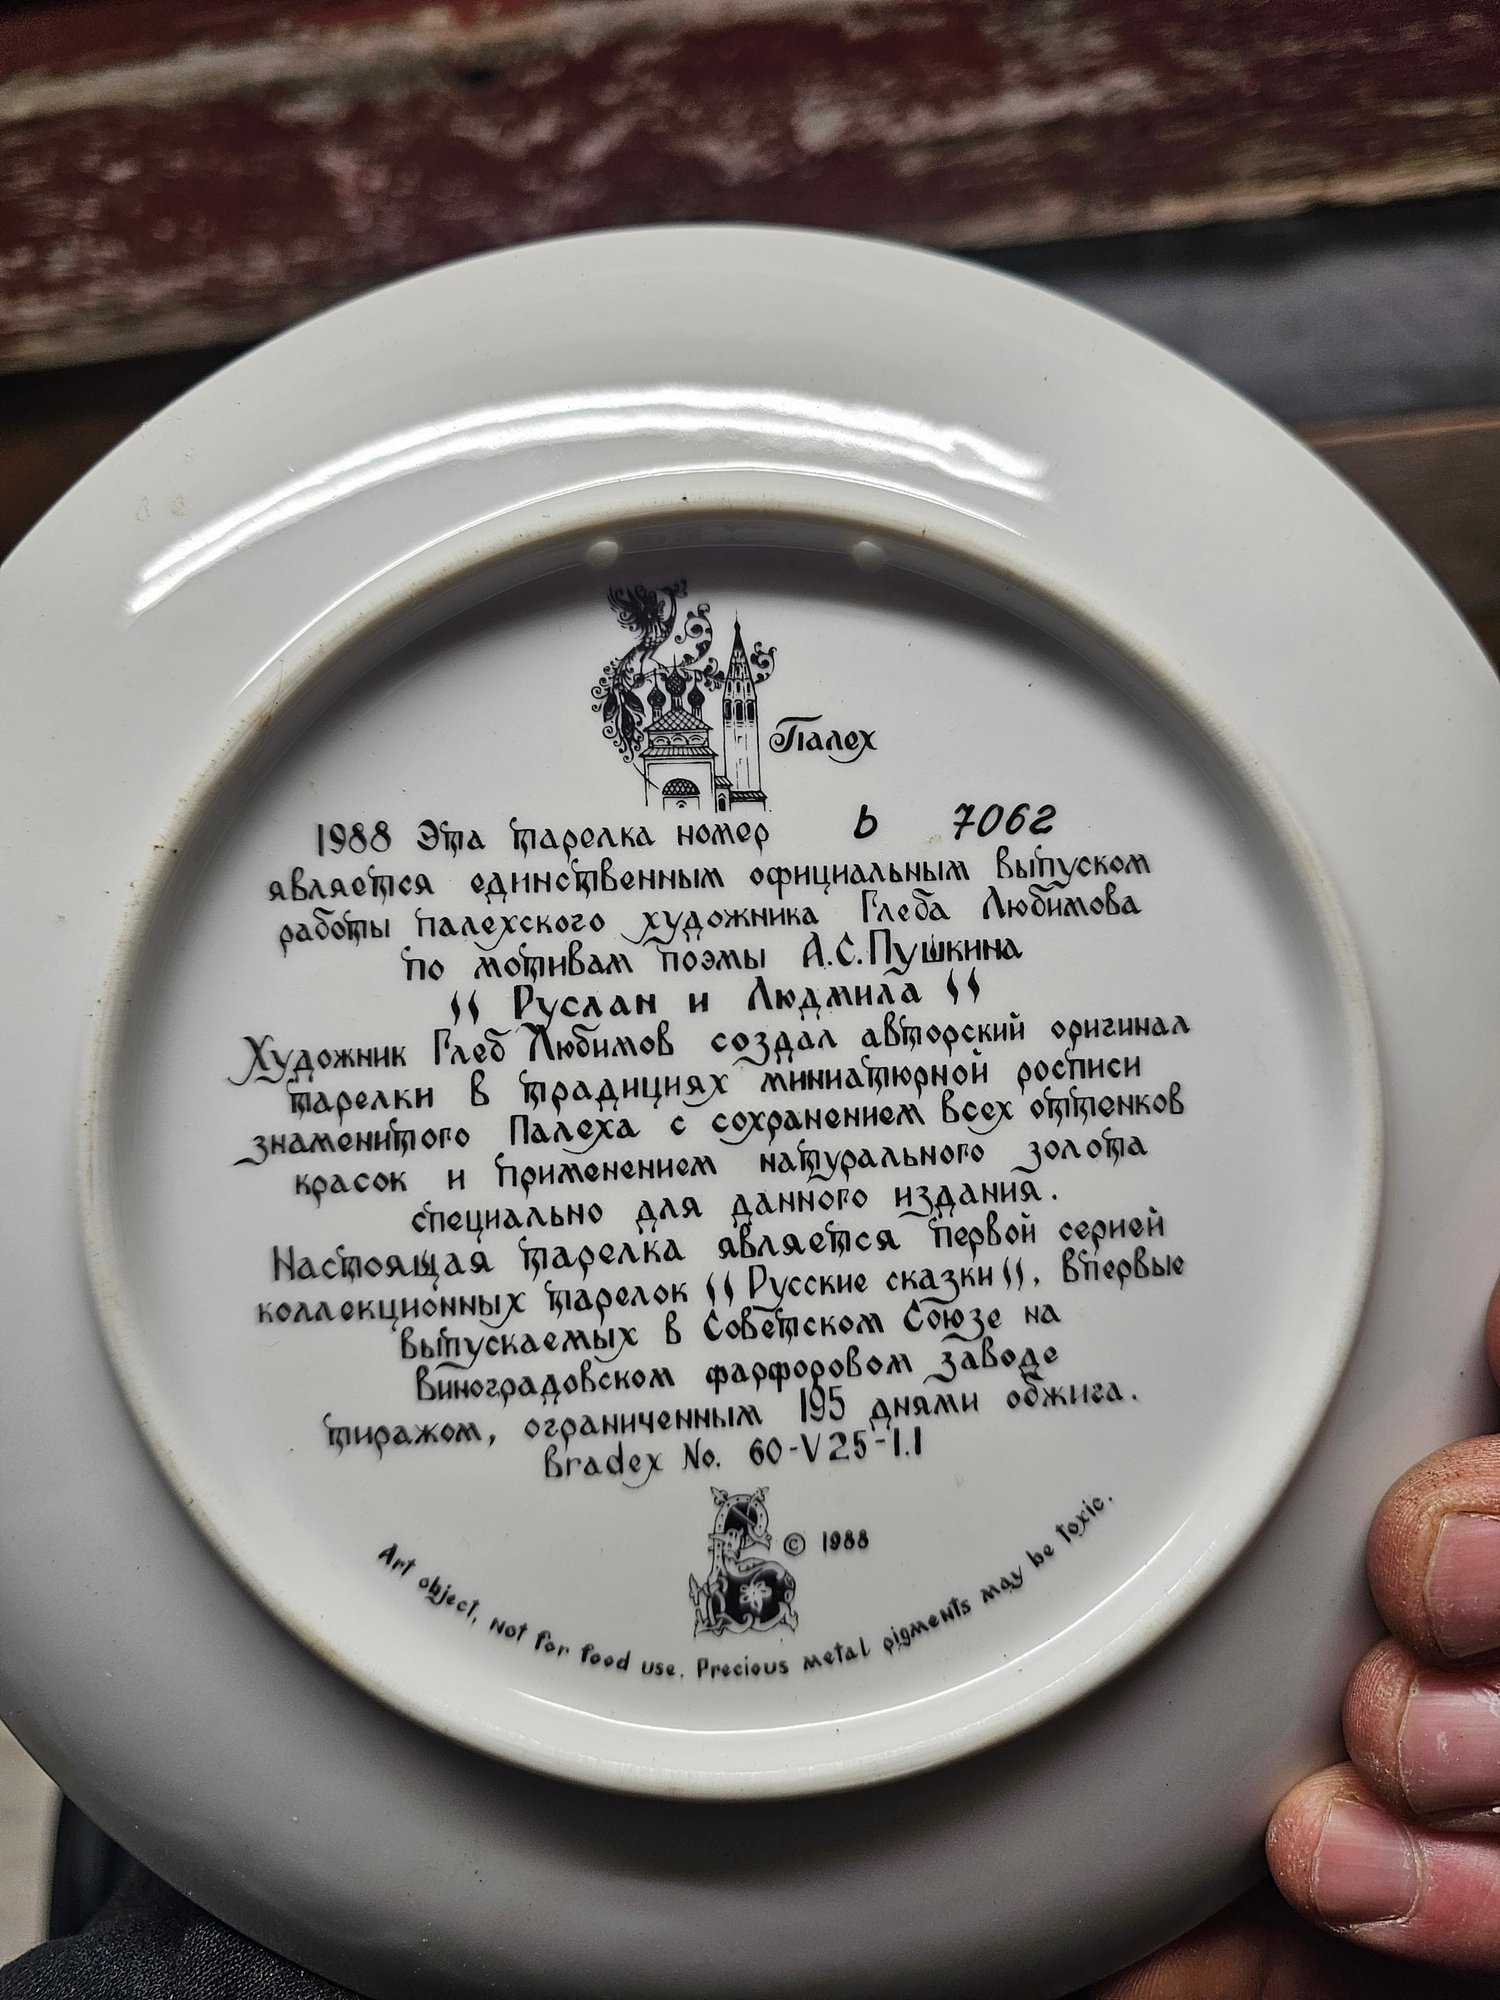 Палех
1988 Эта тарелка номер b 7062
является единственным официальным выпуском
работы палехского художника Глеба Любимова
по мотивам поэмы А.С.Пушкина
"Руслан и Людмила"
Художник Глеб Любимов создал авторский оригинал
тарелки в традициях миниатюрной росписи
знаменитого Палеха с сохранением всех оттенков
красок и применением натурального золота
специально для данного издания.
Настоящая тарелка является первой серией
коллекционных тарелок "Русские сказки", впервые
выпускаемых в Советском Союзе на
Виноградовском фарфоровом заводе
тиражом, ограниченным 195 днями обжига.
Bradex No. 60-V25-1.1
© 1988
Art object, not for food use. Precious metal pigments may be toxic.